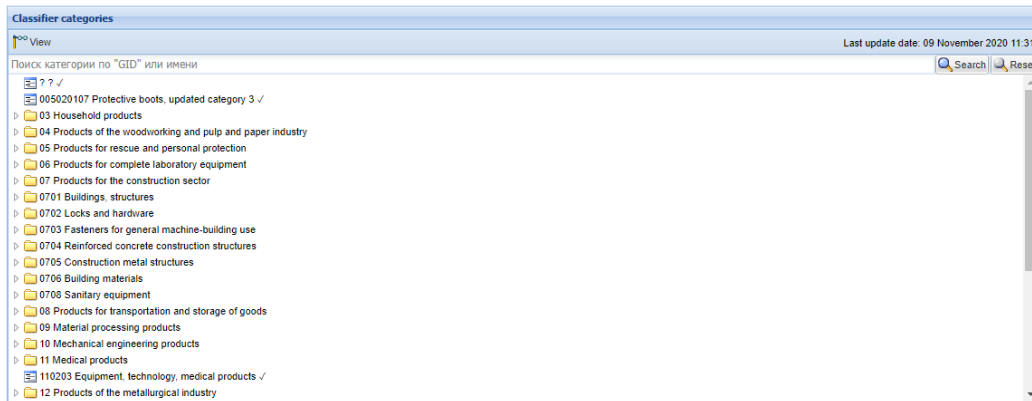 Classifier categories
View Last update date: 09 November 2020 11:31
Поиск категории по "GID" или имени Search Rese
? ? ✓
005020107 Protective boots, updated category 3 ✓
03 Household products
04 Products of the woodworking and pulp and paper industry
05 Products for rescue and personal protection
06 Products for complete laboratory equipment
07 Products for the construction sector
0701 Buildings, structures
0702 Locks and hardware
0703 Fasteners for general machine-building use
0704 Reinforced concrete construction structures
0705 Construction metal structures
0706 Building materials
0708 Sanitary equipment
08 Products for transportation and storage of goods
09 Material processing products
10 Mechanical engineering products
11 Medical products
110203 Equipment, technology, medical products ✓
12 Products of the metallurgical industry